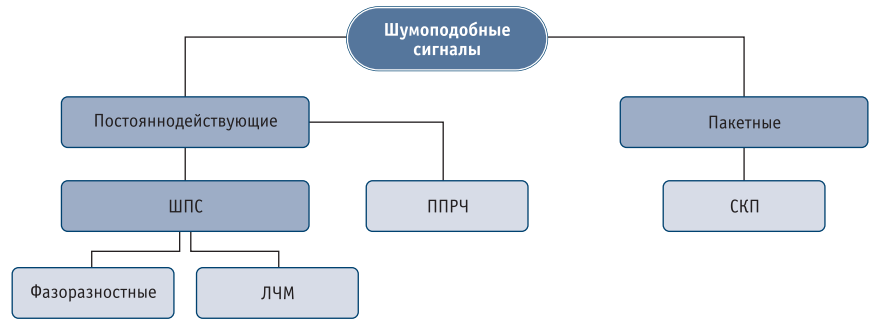 Шумоподобные
сигналы
Постояннодействующие
Пакетные
ШПС
ППРЧ
СКП
Фазоразностные
ЛЧМ